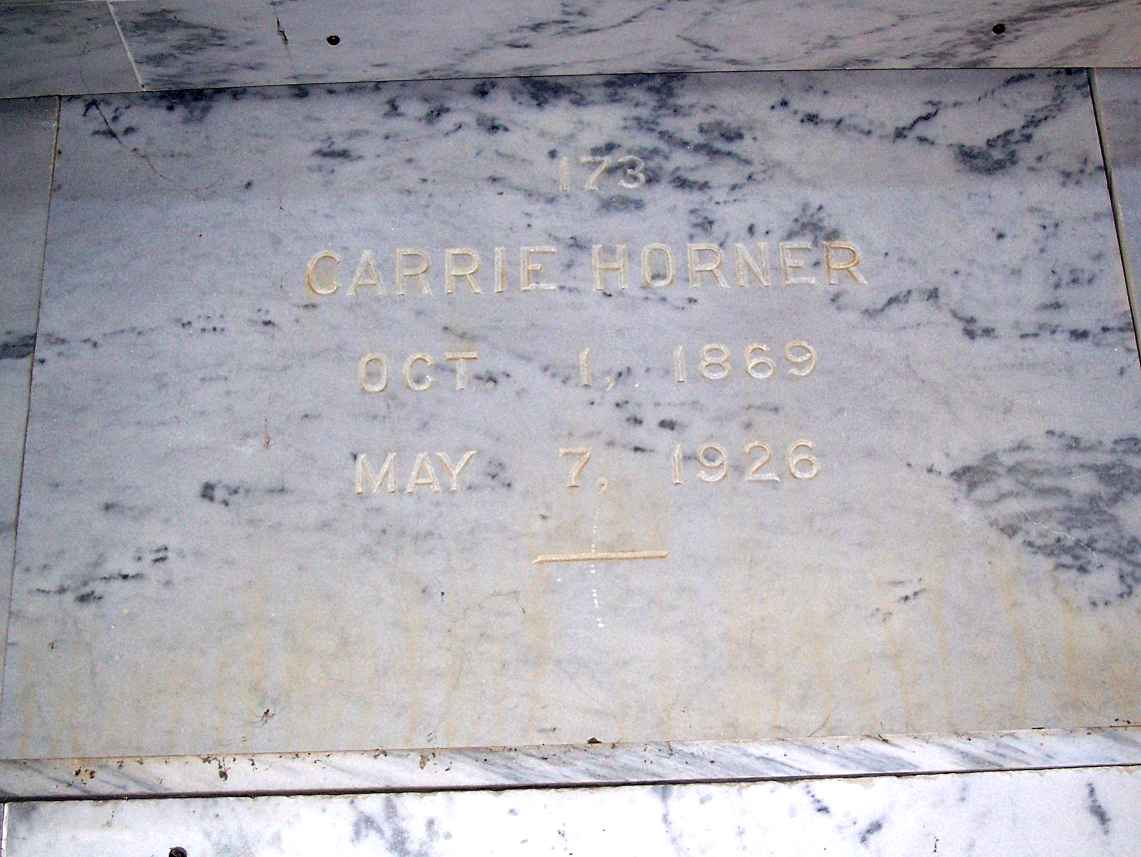 173
CARRIE HORNER
OCT 1, 1869
MAY 7, 1926